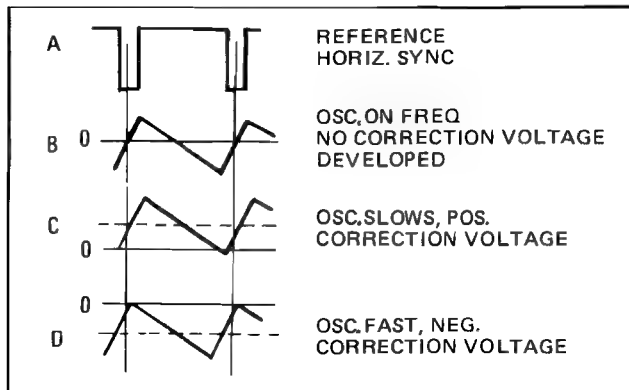 A
REFERENCE
HORIZ. SYNC
B
0
OSC. ON FREQ
NO CORRECTION VOLTAGE
DEVELOPED
C
0
OSC. SLOWS, POS.
CORRECTION VOLTAGE
0
D
OSC. FAST, NEG.
CORRECTION VOLTAGE